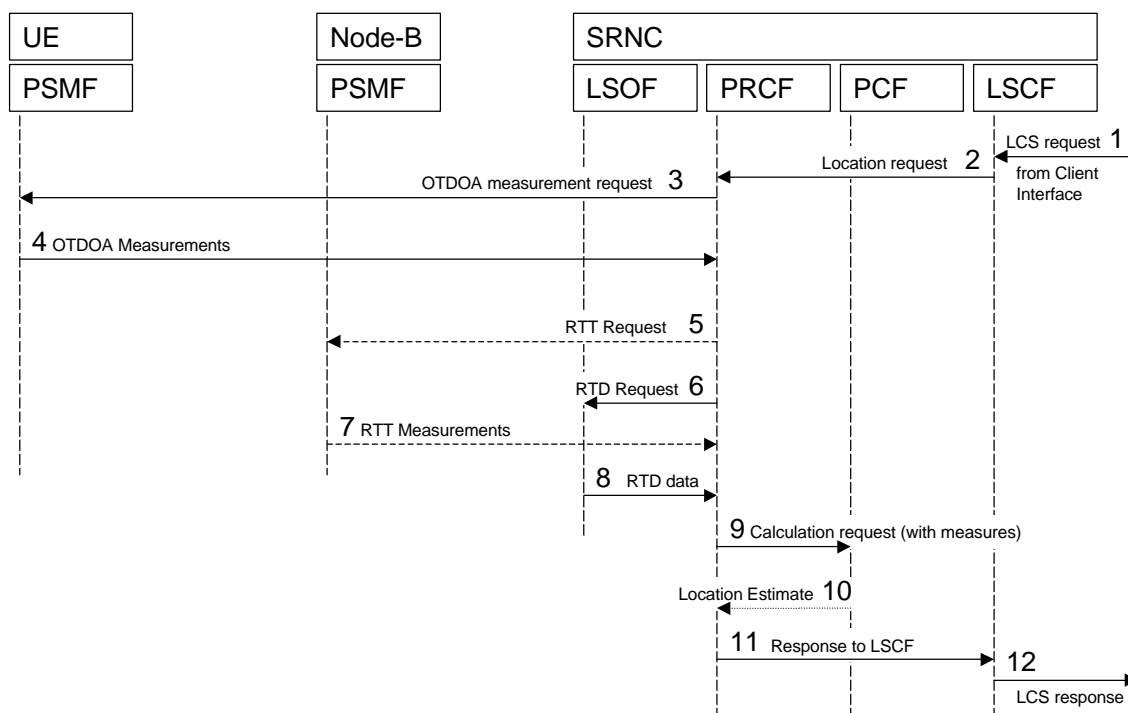 UE
Node-B
SRNC
PSMF
PSMF
LSOF
PRCF
PCF
LSCF
LCS request 1
from Client
Interface
Location request 2
OTDOA measurement request 3
4 OTDOA Measurements
RTT Request 5
RTD Request 6
7 RTT Measurements
8 RTD data
9 Calculation request (with measures)
Location Estimate 10
11 Response to LSCF
12
LCS response